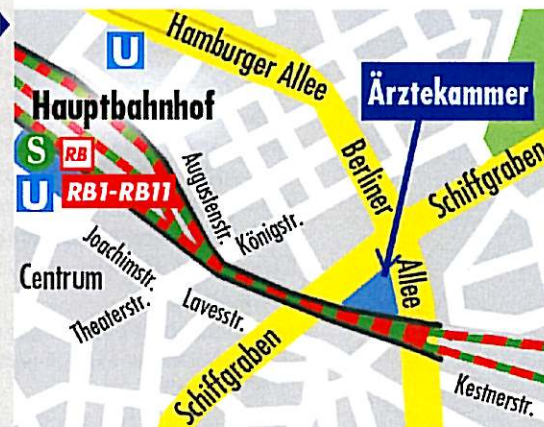 U
Hamburger Allee
Hauptbahnhof
Ärztekammer
S RB
U RB1-RB11
Augustenstr.
Königstr.
Berliner
Allee
Schiffgraben
Joachimstr.
Centrum
Theaterstr.
Lavesstr.
Schiffgraben
Kestnerstr.